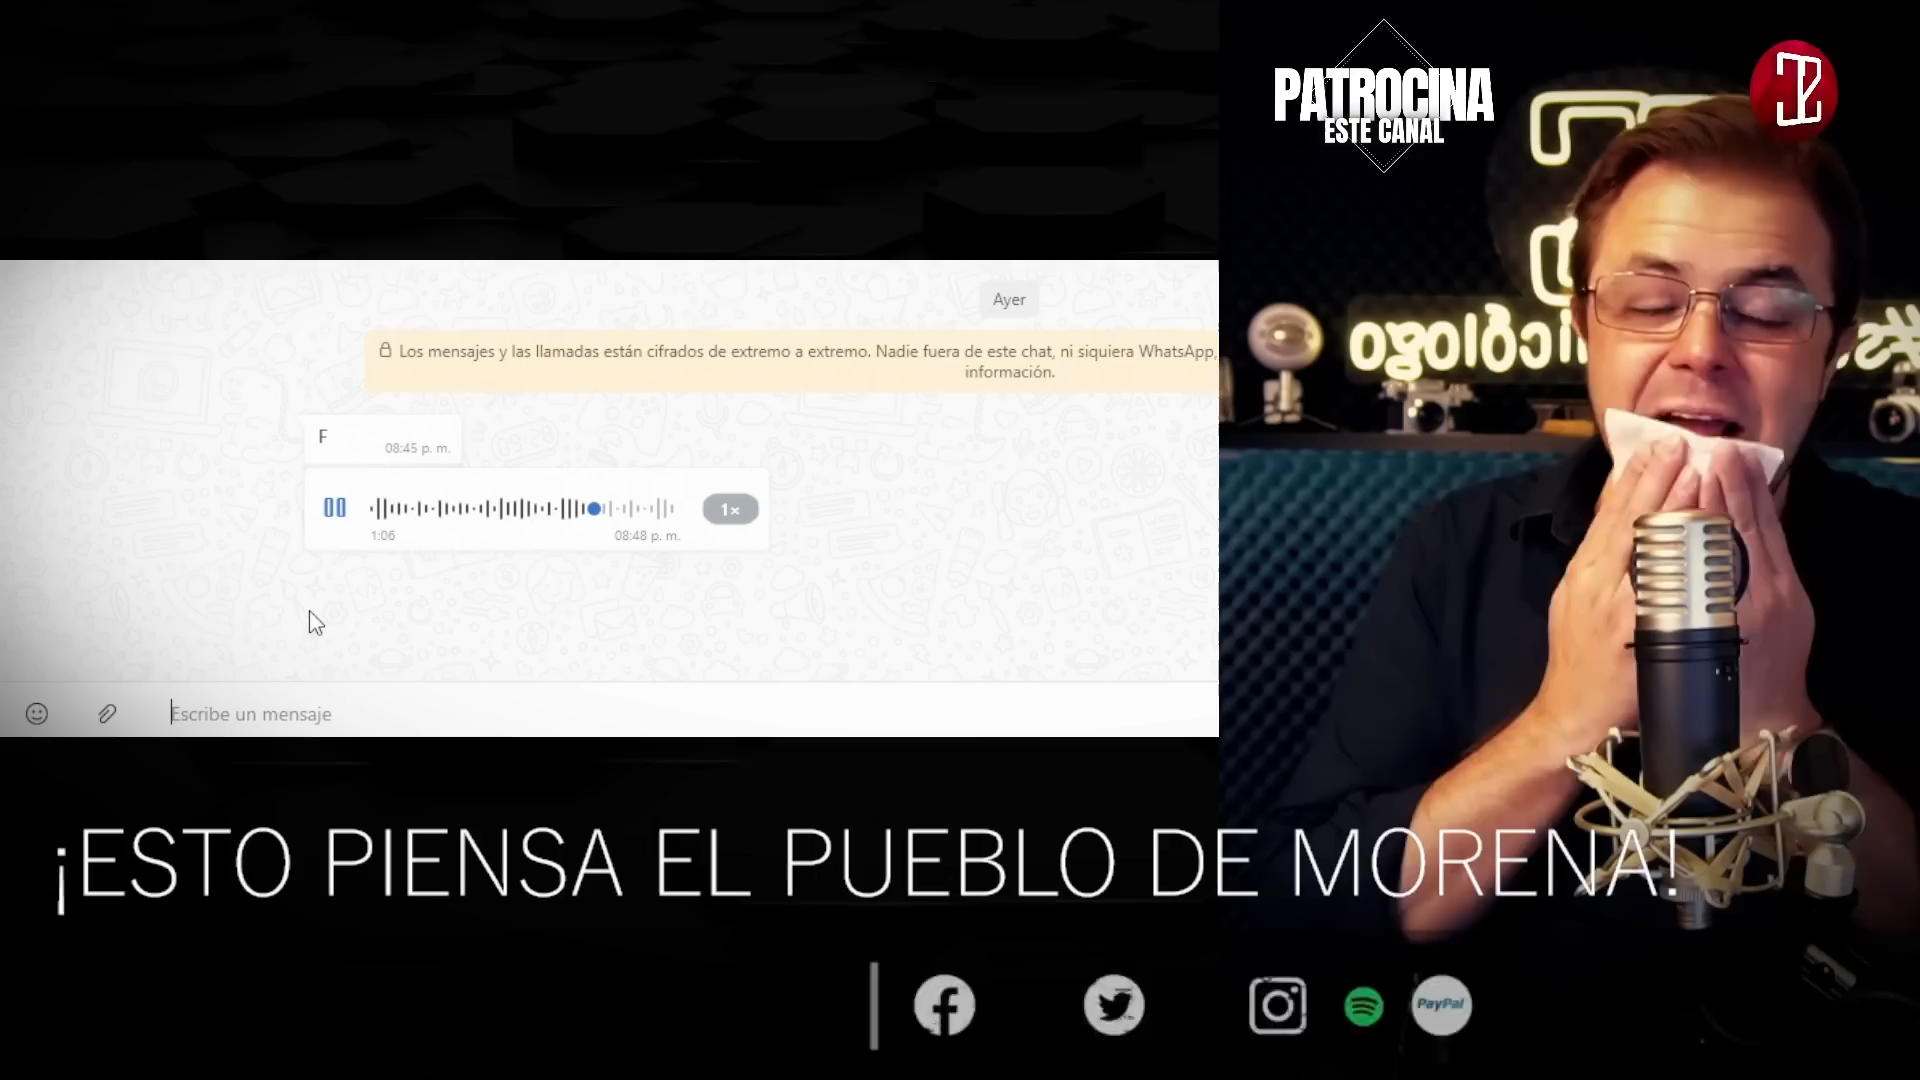 PATROCINA
ESTE CANAL
Ayer
Los mensajes y las llamadas están cifrados de extremo a extremo. Nadie fuera de este chat, ni siquiera WhatsApp,
información.
F
08:45 p. m.
1:06
08:48 p. m.
1×
Escribe un mensaje
¡ESTO PIENSA EL PUEBLO DE MORENA!
PayPal